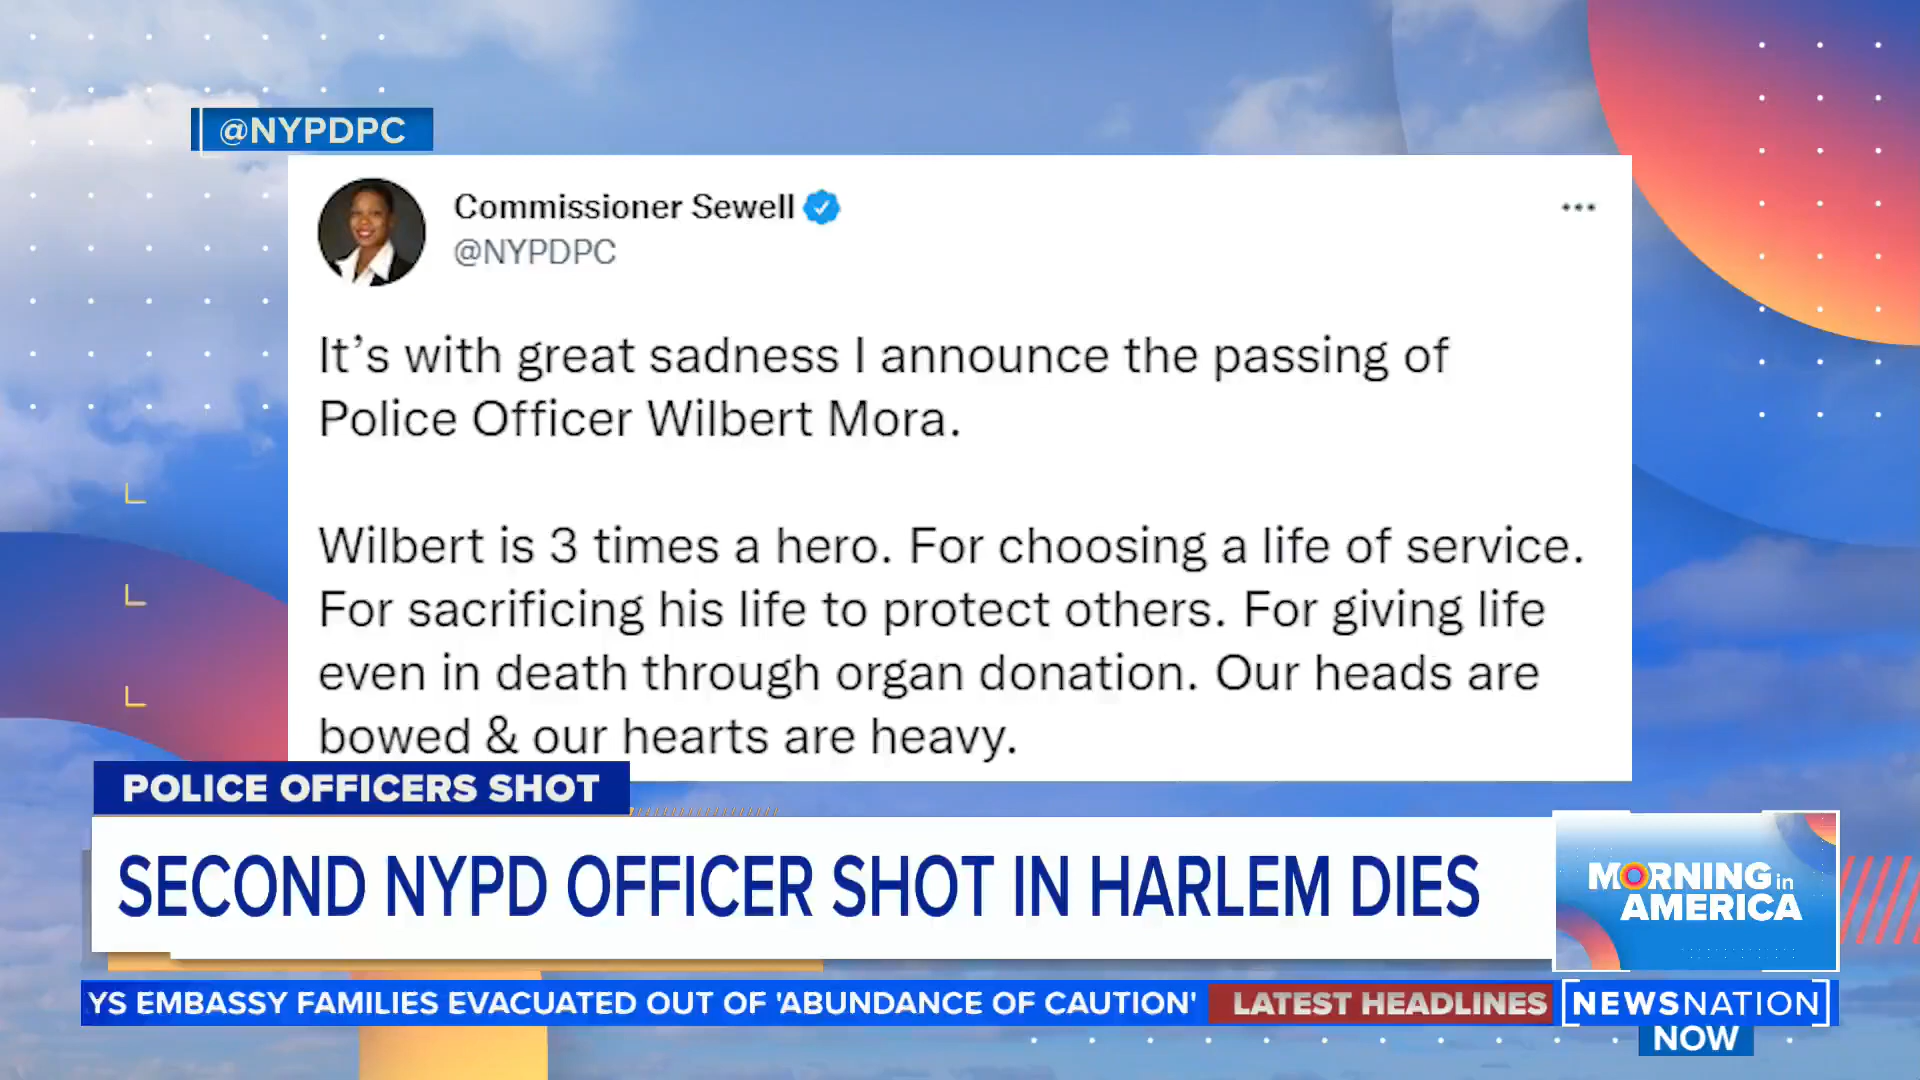 @NYPDPC
Commissioner Sewell
@NYPDPC
It’s with great sadness I announce the passing of
Police Officer Wilbert Mora.
Wilbert is 3 times a hero. For choosing a life of service.
For sacrificing his life to protect others. For giving life
even in death through organ donation. Our heads are
bowed & our hearts are heavy.
POLICE OFFICERS SHOT
SECOND NYPD OFFICER SHOT IN HARLEM DIES
MORNING in
AMERICA
YS EMBASSY FAMILIES EVACUATED OUT OF 'ABUNDANCE OF CAUTION' LATEST HEADLINES
NEWSNATION
NOW